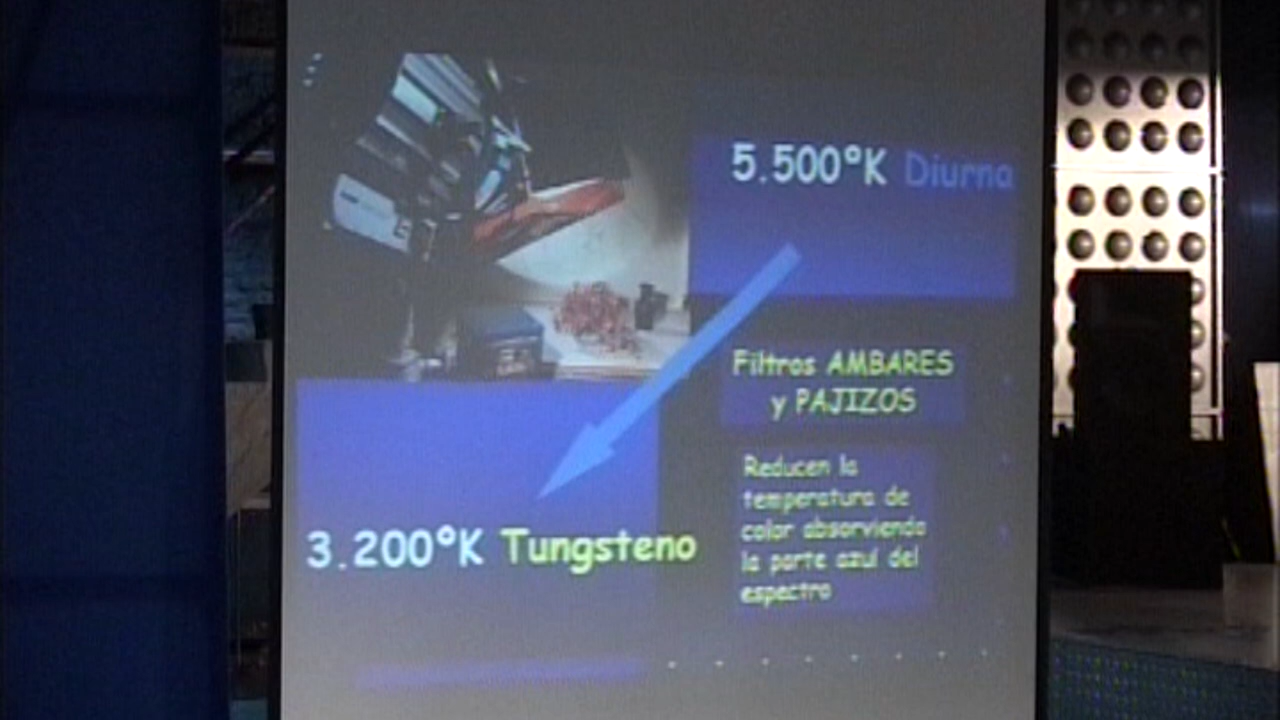 5.500°K Diurna
Filtros AMBARES
y PAJIZOS
Reducen la
temperatura de
color absorviendo
la parte azul del
espectro
3.200°K Tungsteno